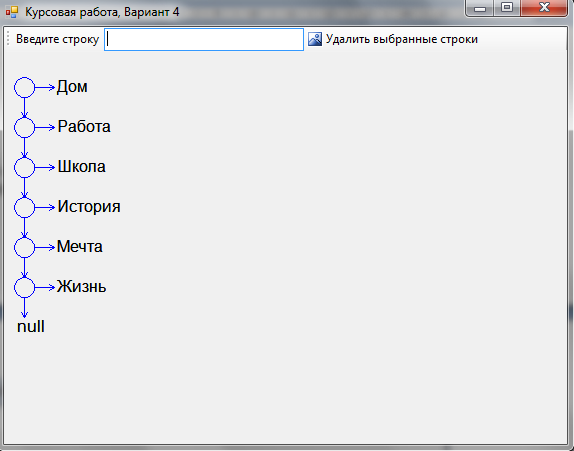 Курсовая работа, Вариант 4
Введите строку Удалить выбранные строки
Дом
Работа
Школа
История
Мечта
Жизнь
null